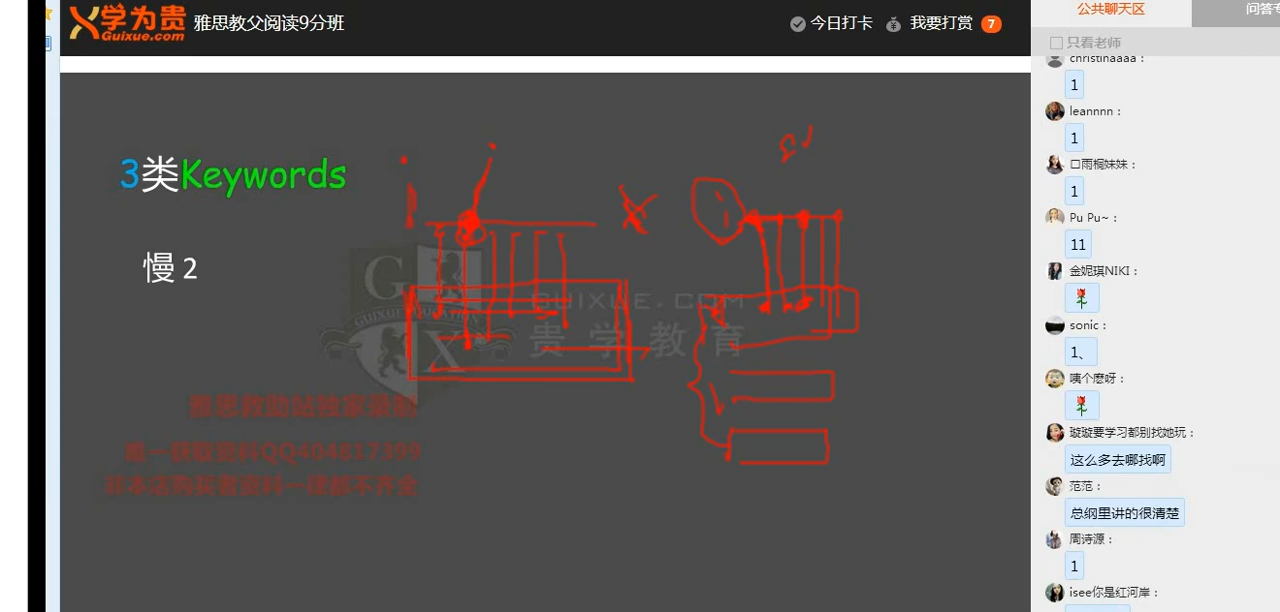 学为贵
Guixue.com
雅思教父阅读9分班
今日打卡
我要打赏
7
公共聊天区
问答专
只看老师
3类Keywords
慢 2
GUIXUE.COM
贵学教育
GUIXUE EDUCATION
G
X
雅思救助站独家录制
唯一获取资料QQ404817399
非本店购买者资料一律都不齐全
christinaaaa：
1
leannnn：
1
口雨桐妹妹：
1
Pu Pu~：
11
金妮琪NIKI：
sonic：
1、
咦个麽呀：
璇璇要学习都别找她玩：
这么多去哪找啊
范范：
总纲里讲的很清楚
周诗源：
1
isee你是红河岸：